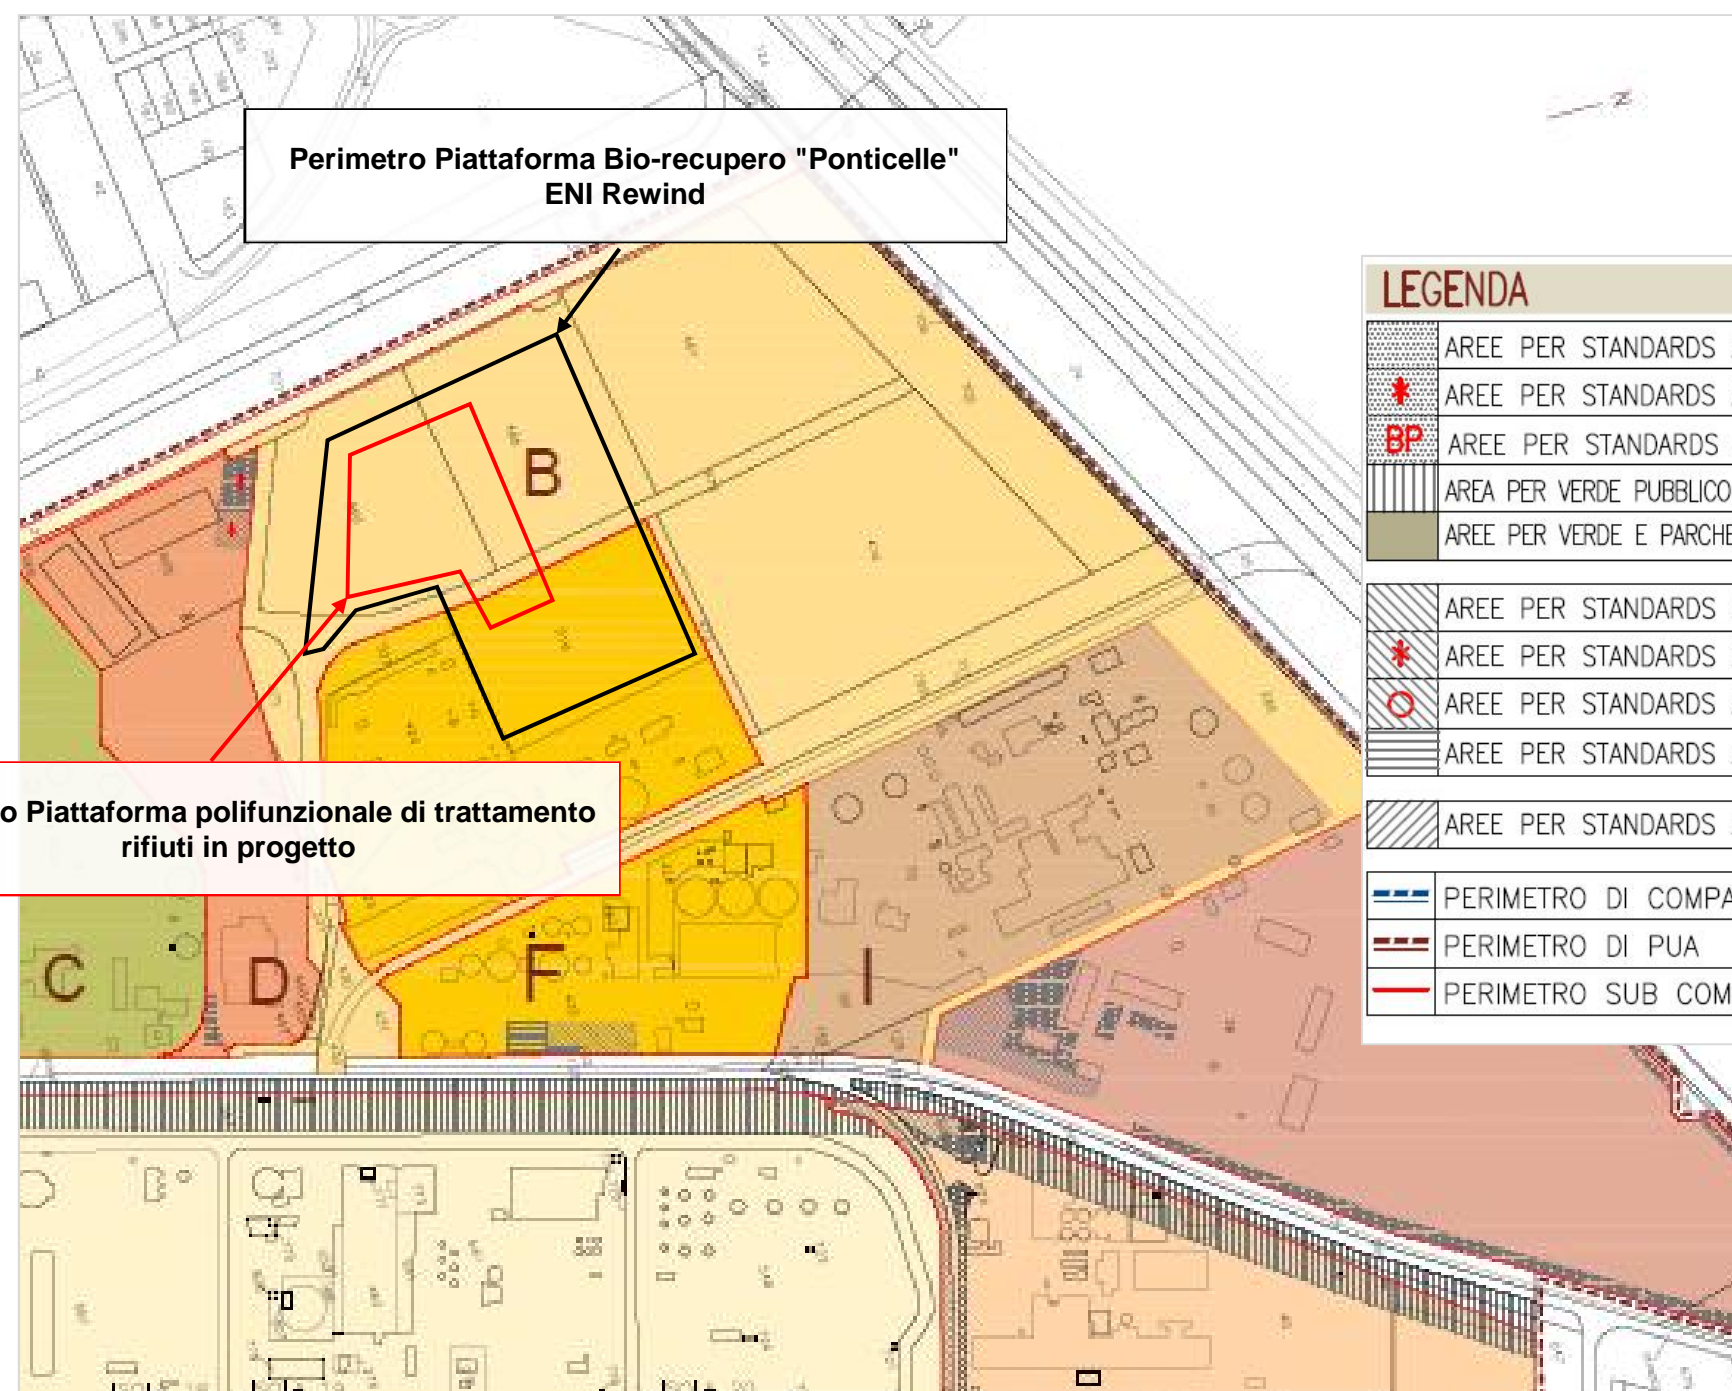 N
Perimetro Piattaforma Bio-recupero "Ponticelle"
ENI Rewind
B
o Piattaforma polifunzionale di trattamento
rifiuti in progetto
C
D
F
I
LEGENDA
AREE PER STANDARDS
AREE PER STANDARDS
BP AREE PER STANDARDS
AREA PER VERDE PUBBLICO
AREE PER VERDE E PARCHE
AREE PER STANDARDS
AREE PER STANDARDS
AREE PER STANDARDS
AREE PER STANDARDS
AREE PER STANDARDS
PERIMETRO DI COMPA
PERIMETRO DI PUA
PERIMETRO SUB COM